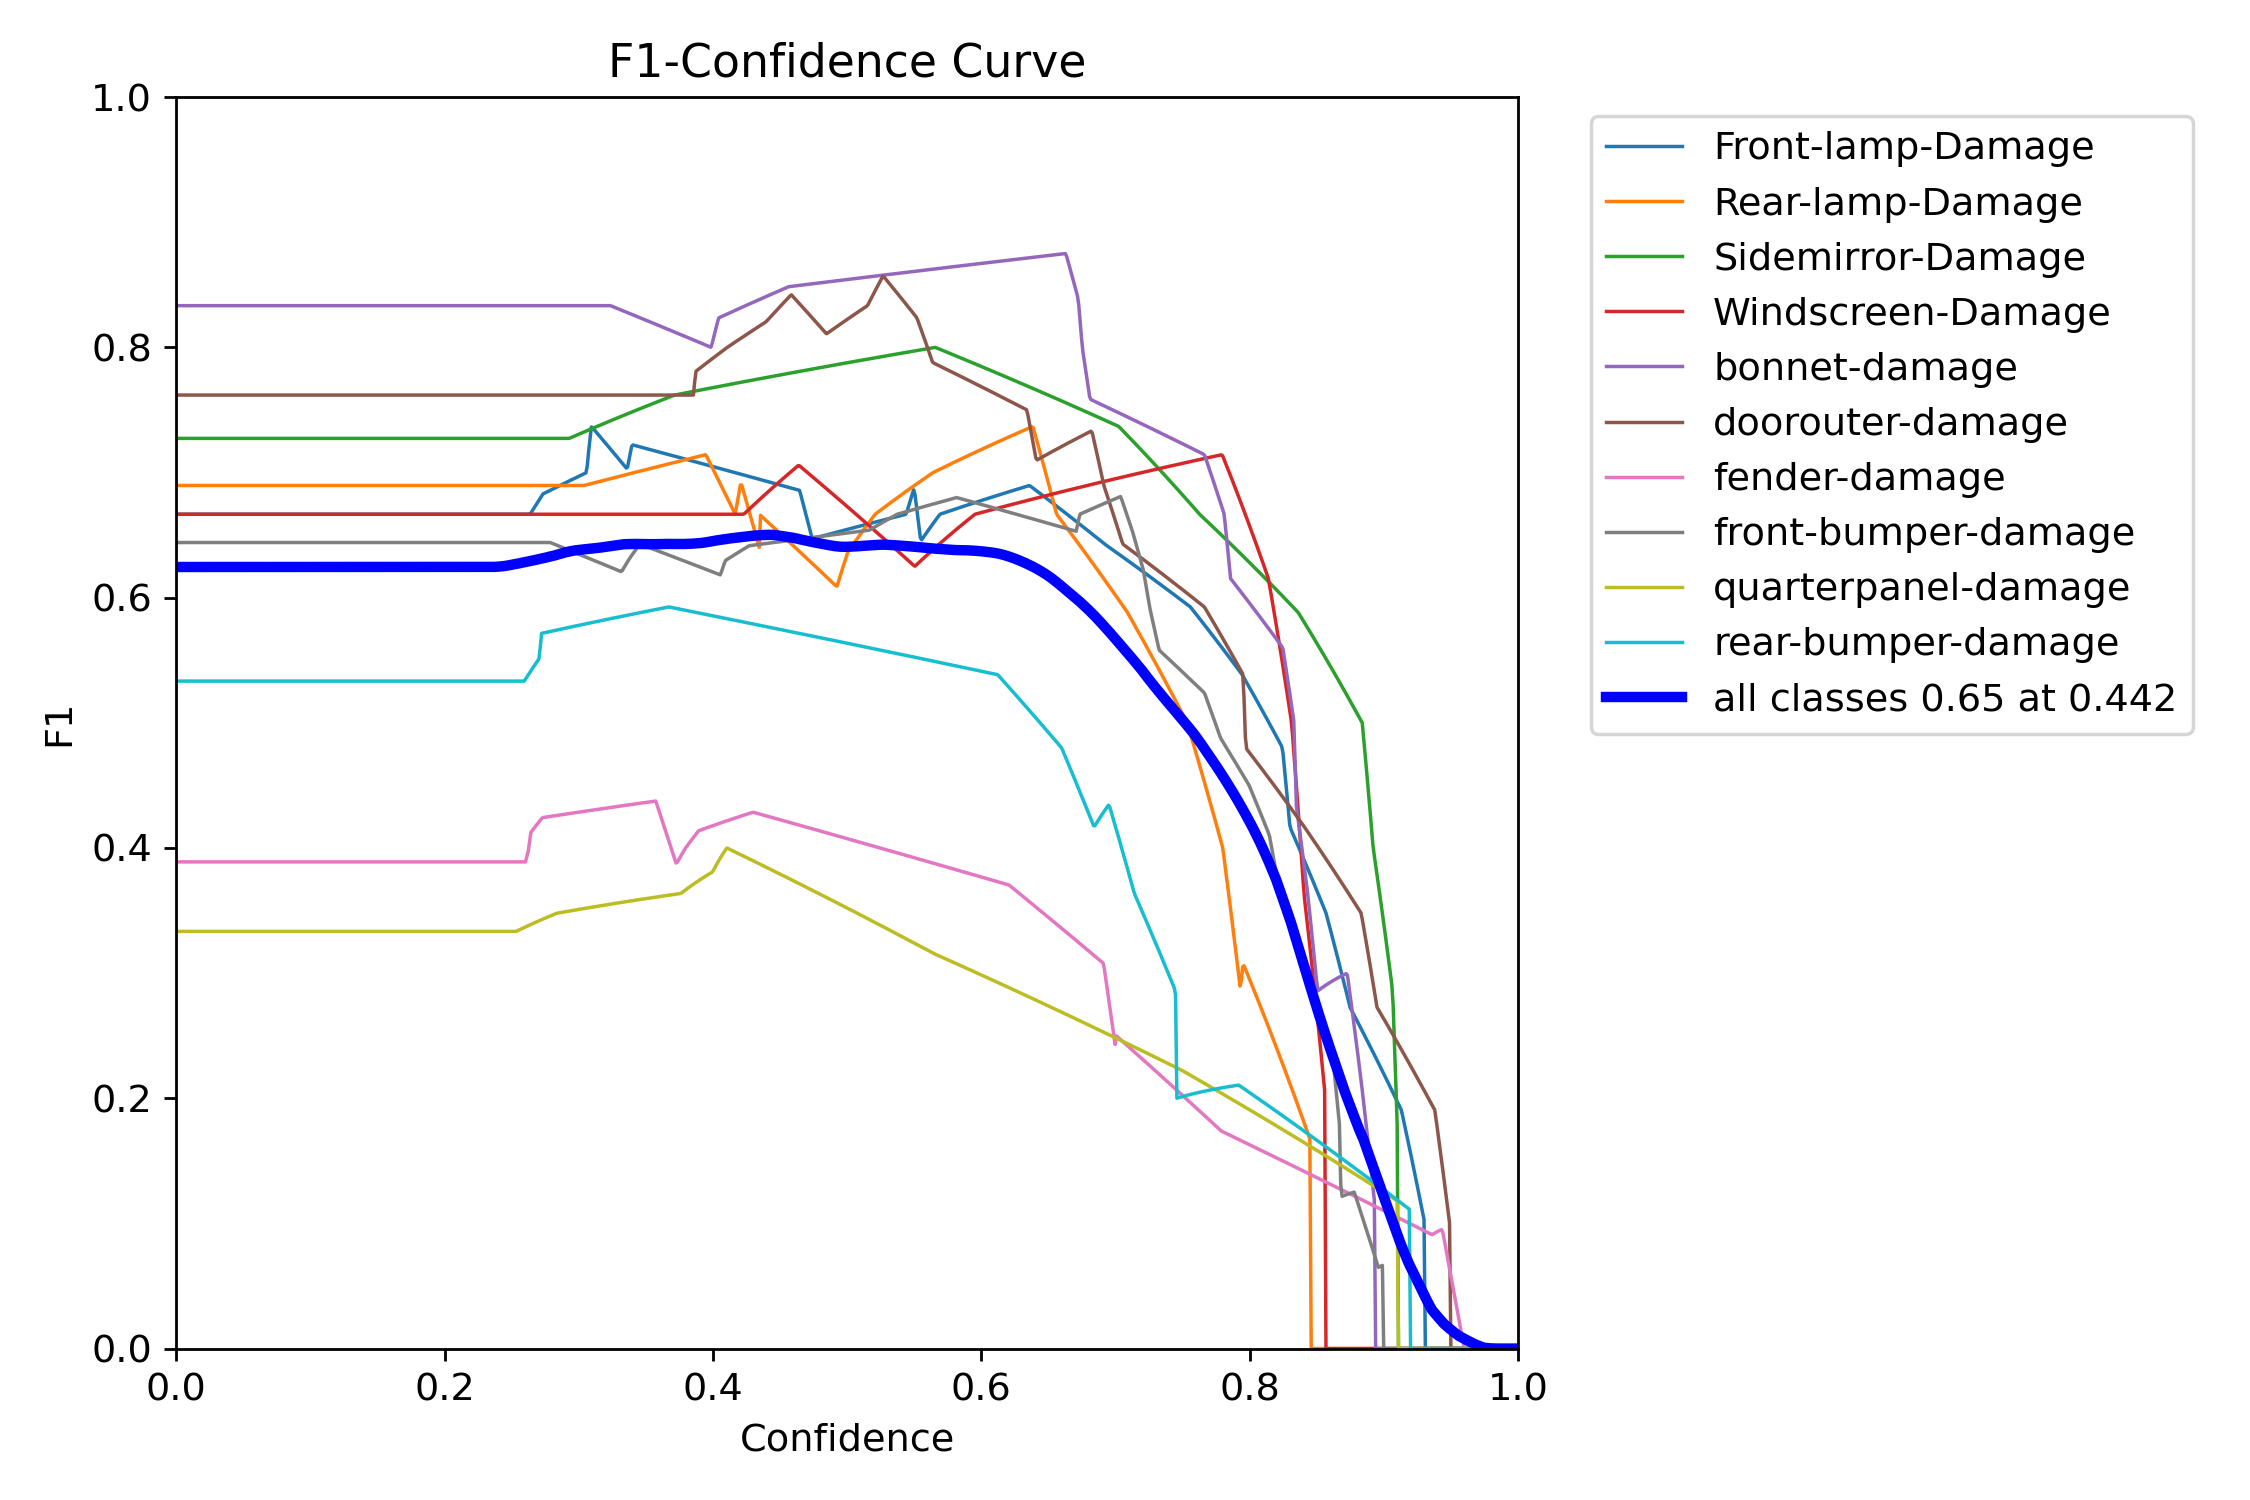 F1-Confidence Curve
1.0
0.8
0.6
0.4
0.2
0.0
F1
0.0 0.2 0.4 0.6 0.8 1.0
Confidence
Front-lamp-Damage
Rear-lamp-Damage
Sidemirror-Damage
Windscreen-Damage
bonnet-damage
doorouter-damage
fender-damage
front-bumper-damage
quarterpanel-damage
rear-bumper-damage
all classes 0.65 at 0.442